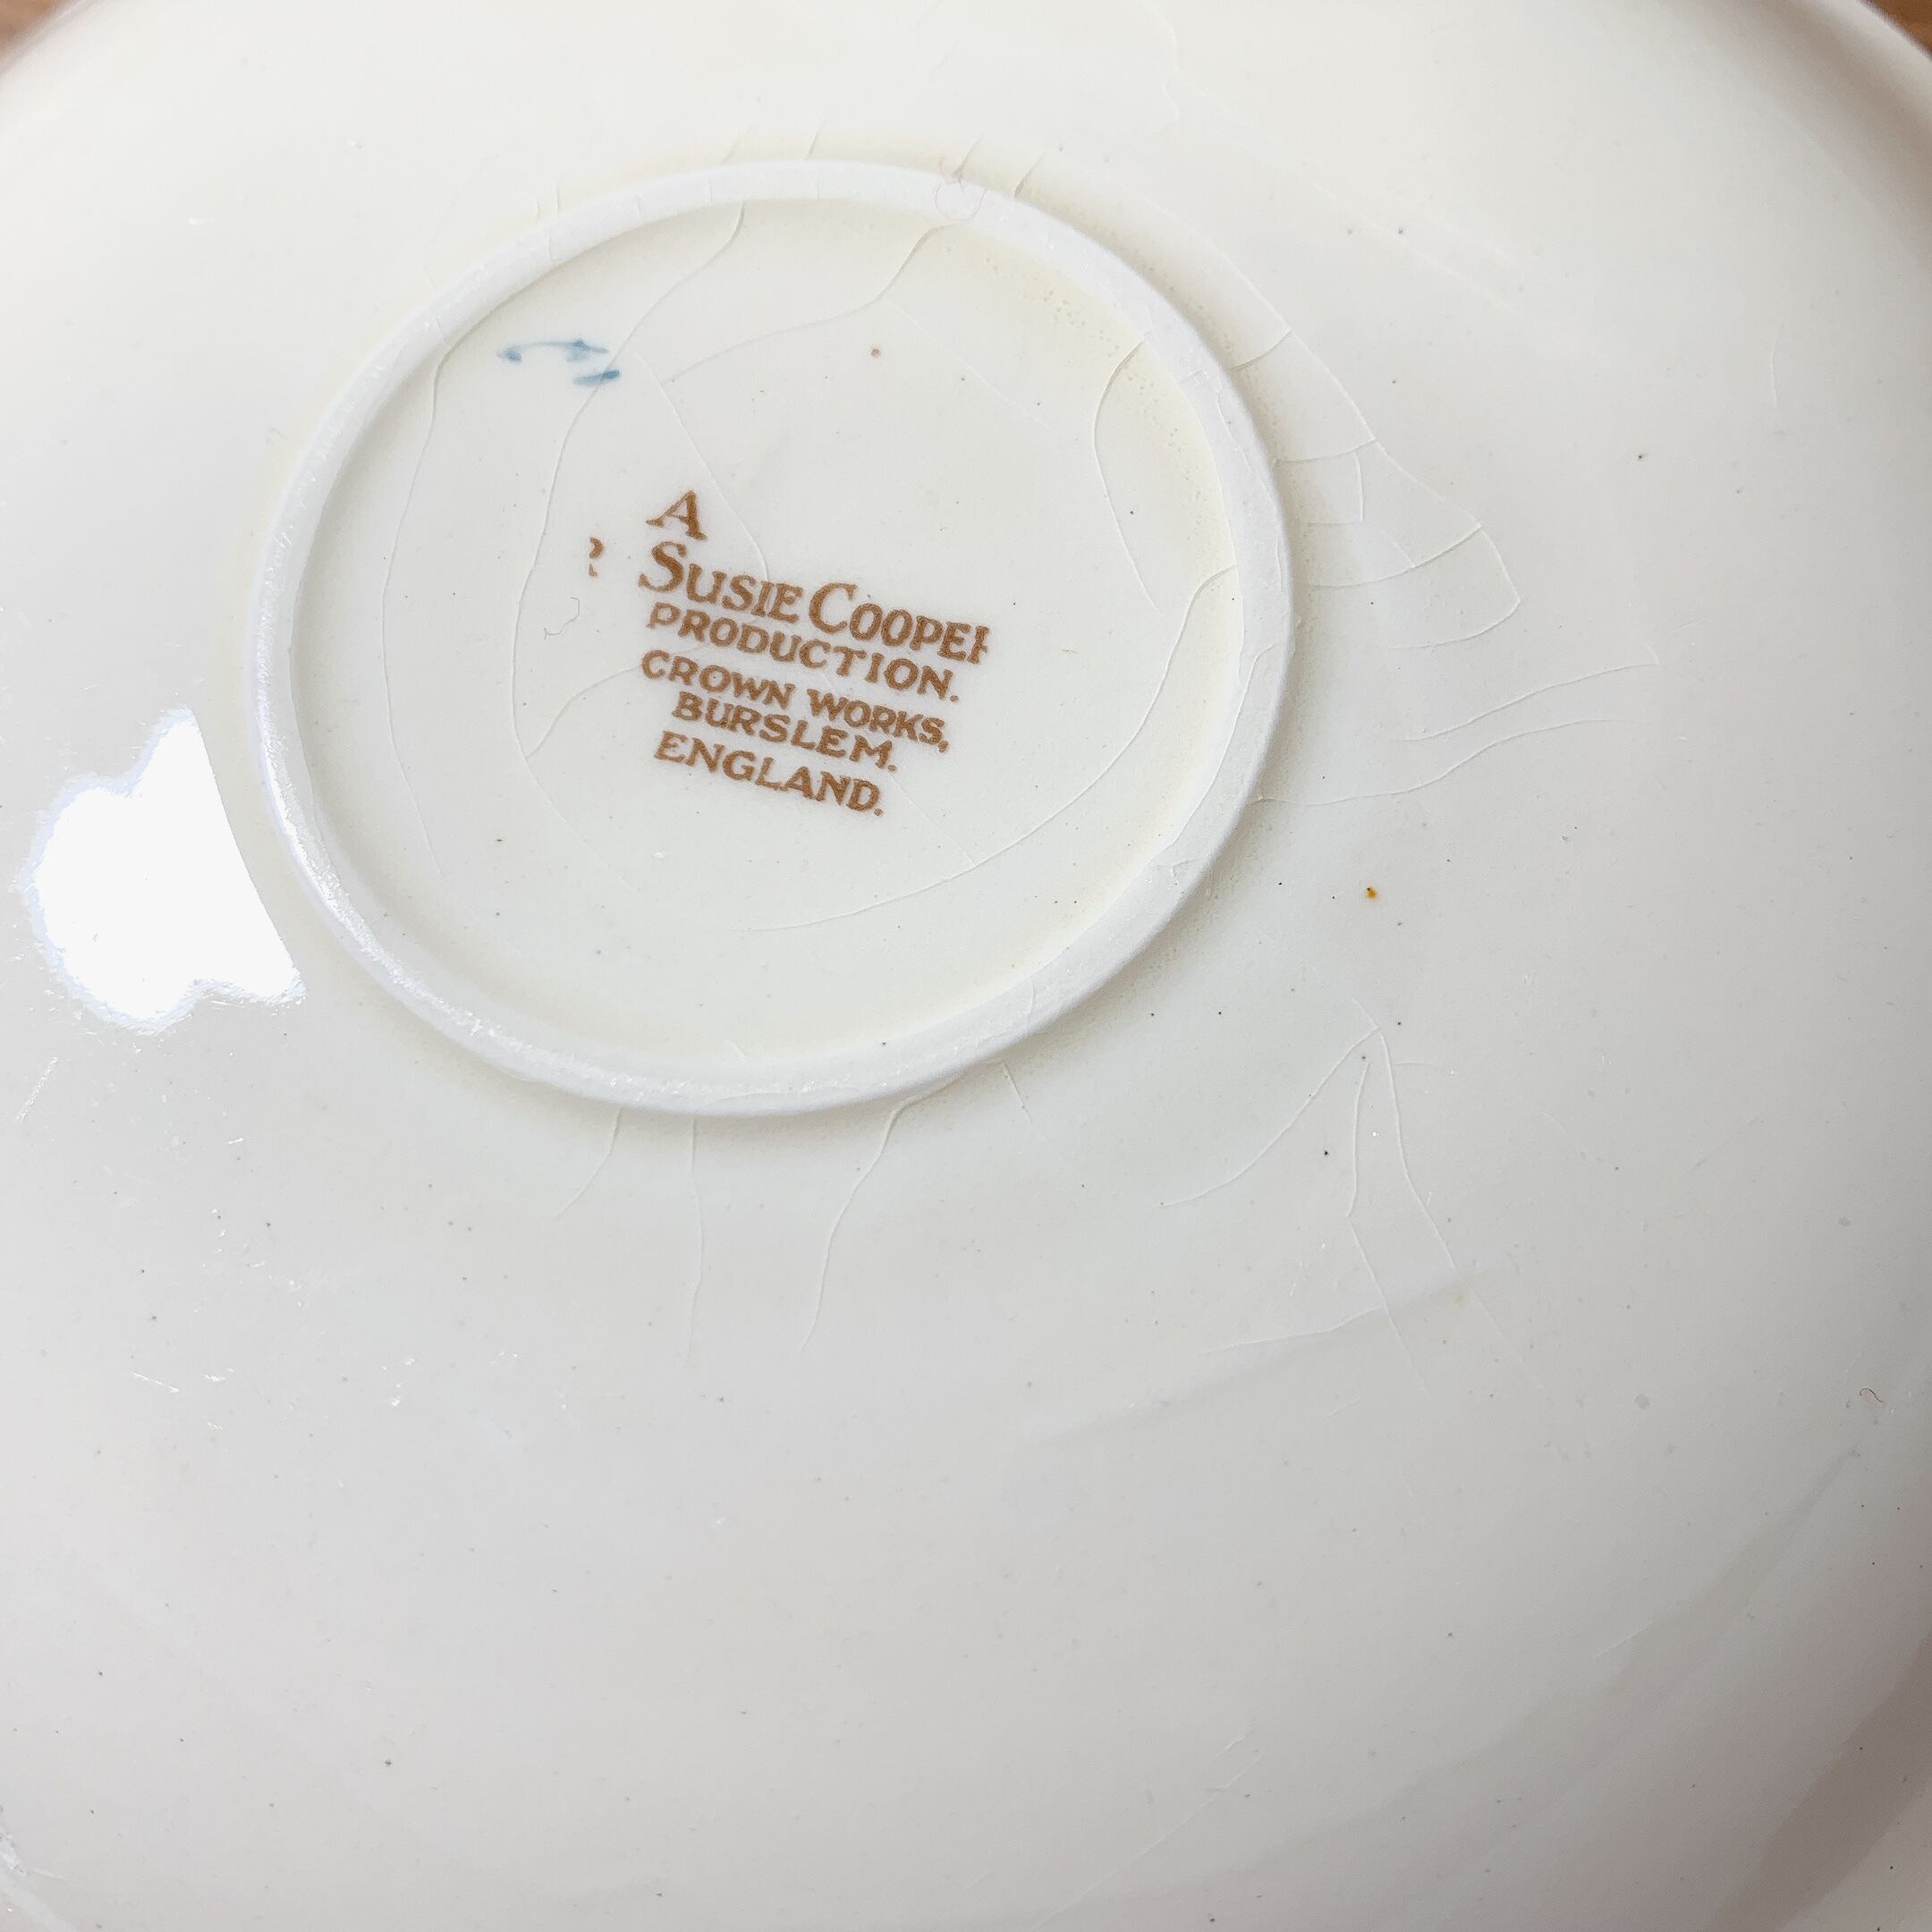 A
SUSIE COOPER
PRODUCTION.
CROWN WORKS,
BURSLEM.
ENGLAND.